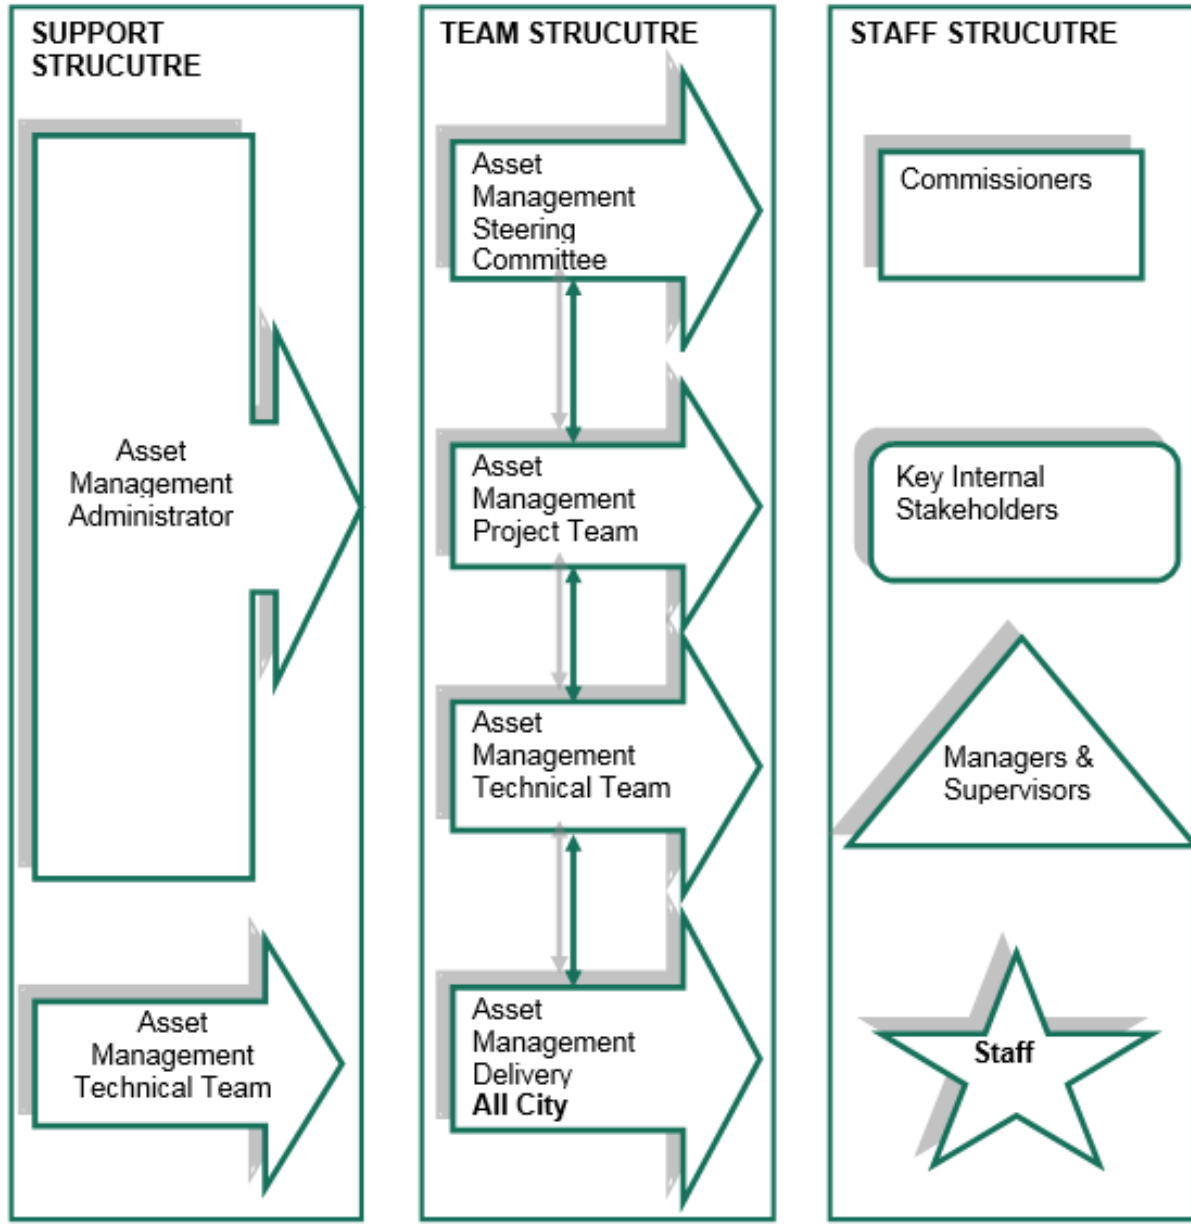 SUPPORT
STRUCUTRE
Asset
Management
Administrator
Asset
Management
Technical Team
TEAM STRUCUTRE
Asset
Management
Steering
Committee
Asset
Management
Project Team
Asset
Management
Technical Team
Asset
Management
Delivery
All City
STAFF STRUCUTRE
Commissioners
Key Internal
Stakeholders
Managers &
Supervisors
Staff